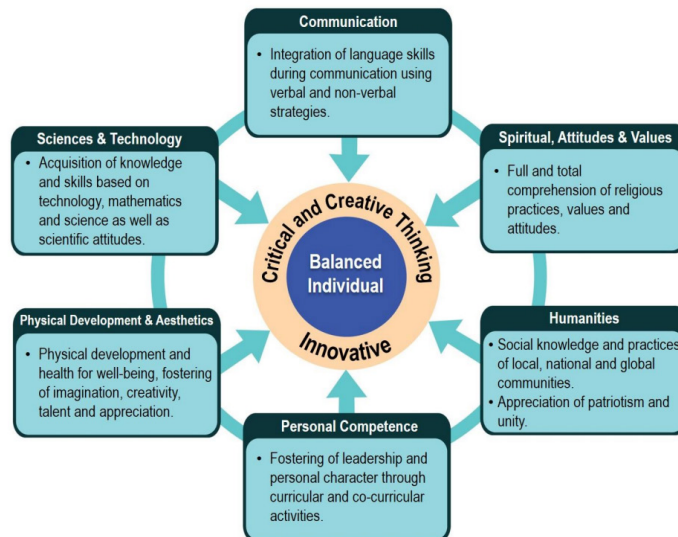 Communication
• Integration of language skills
during communication using
verbal and non-verbal
strategies.
Sciences & Technology
• Acquisition of knowledge
and skills based on
technology, mathematics
and science as well as
scientific attitudes.
Spiritual, Attitudes & Values
• Full and total
comprehension of religious
practices, values and
attitudes.
Critical and Creative Thinking
Balanced
Individual
Innovative
Physical Development & Aesthetics
• Physical development and
health for well-being, fostering
of imagination, creativity,
talent and appreciation.
Humanities
• Social knowledge and practices
of local, national and global
communities.
• Appreciation of patriotism and
unity.
Personal Competence
• Fostering of leadership and
personal character through
curricular and co-curricular
activities.